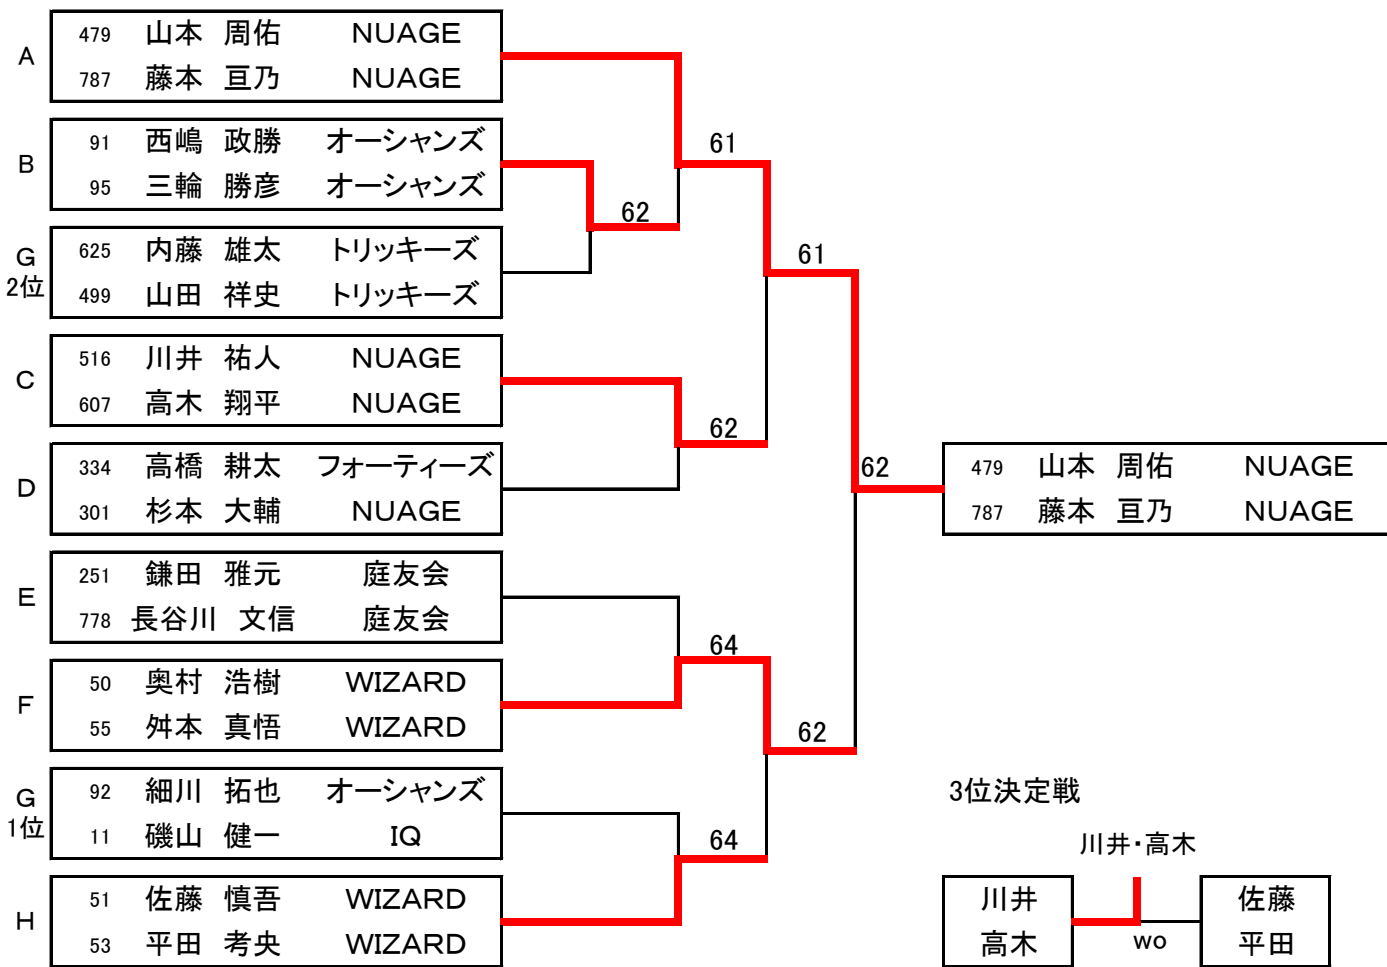 A
479 山本 周佑 NUAGE
787 藤本 亘乃 NUAGE
61
B
91 西嶋 政勝 オーシャンズ
95 三輪 勝彦 オーシャンズ
62
G
2位
625 内藤 雄太 トリッキーズ
499 山田 祥史 トリッキーズ
61
C
516 川井 祐人 NUAGE
607 高木 翔平 NUAGE
62
D
334 高橋 耕太 フォーティーズ
301 杉本 大輔 NUAGE
62
479 山本 周佑 NUAGE
787 藤本 亘乃 NUAGE
E
251 鎌田 雅元 庭友会
778 長谷川 文信 庭友会
64
F
50 奥村 浩樹 WIZARD
55 舛本 真悟 WIZARD
62
G
1位
92 細川 拓也 オーシャンズ
11 磯山 健一 IQ
64
H
51 佐藤 慎吾 WIZARD
53 平田 考央 WIZARD
3位決定戦
川井・高木
川井 佐藤
高木 wo 平田